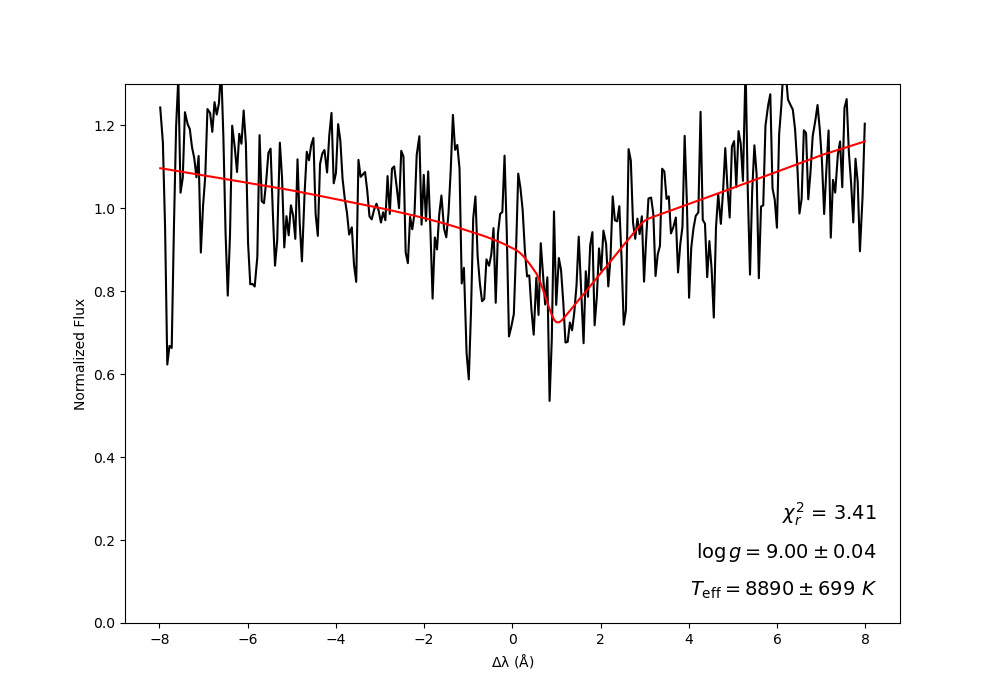 1.2
1.0
0.8
0.6
0.4
0.2
0.0
Normalized Flux
χ²ᵣ = 3.41
log g = 9.00 ± 0.04
T_eff = 8890 ± 699 K
−8 −6 −4 −2 0 2 4 6 8
Δλ (Å)